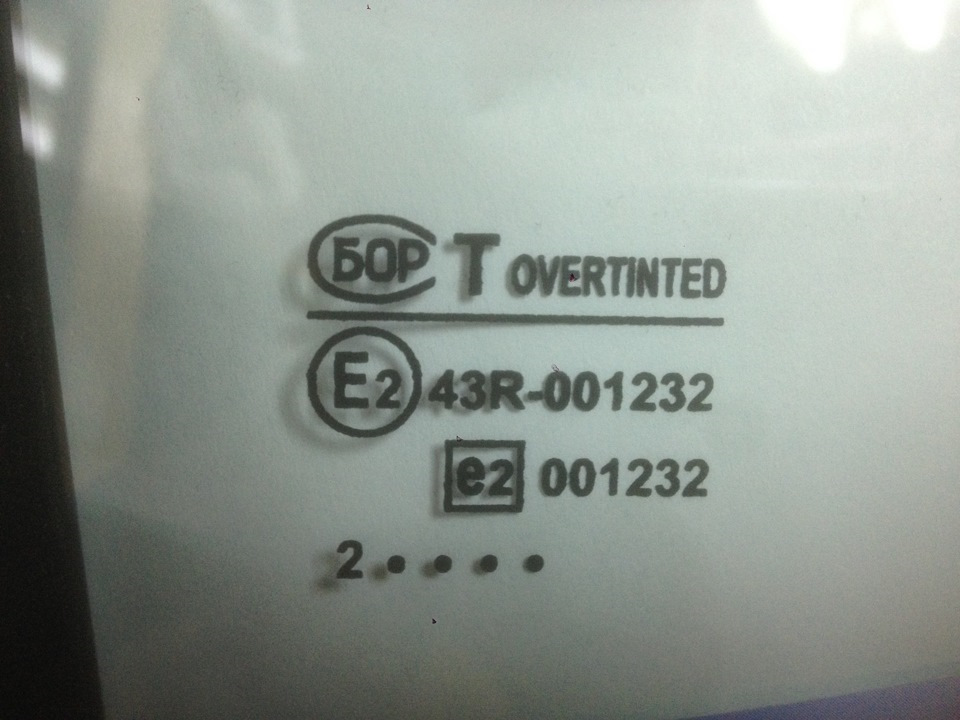 БОР T OVERTINTED
E2 43R-001232
e2 001232
2 • • • •